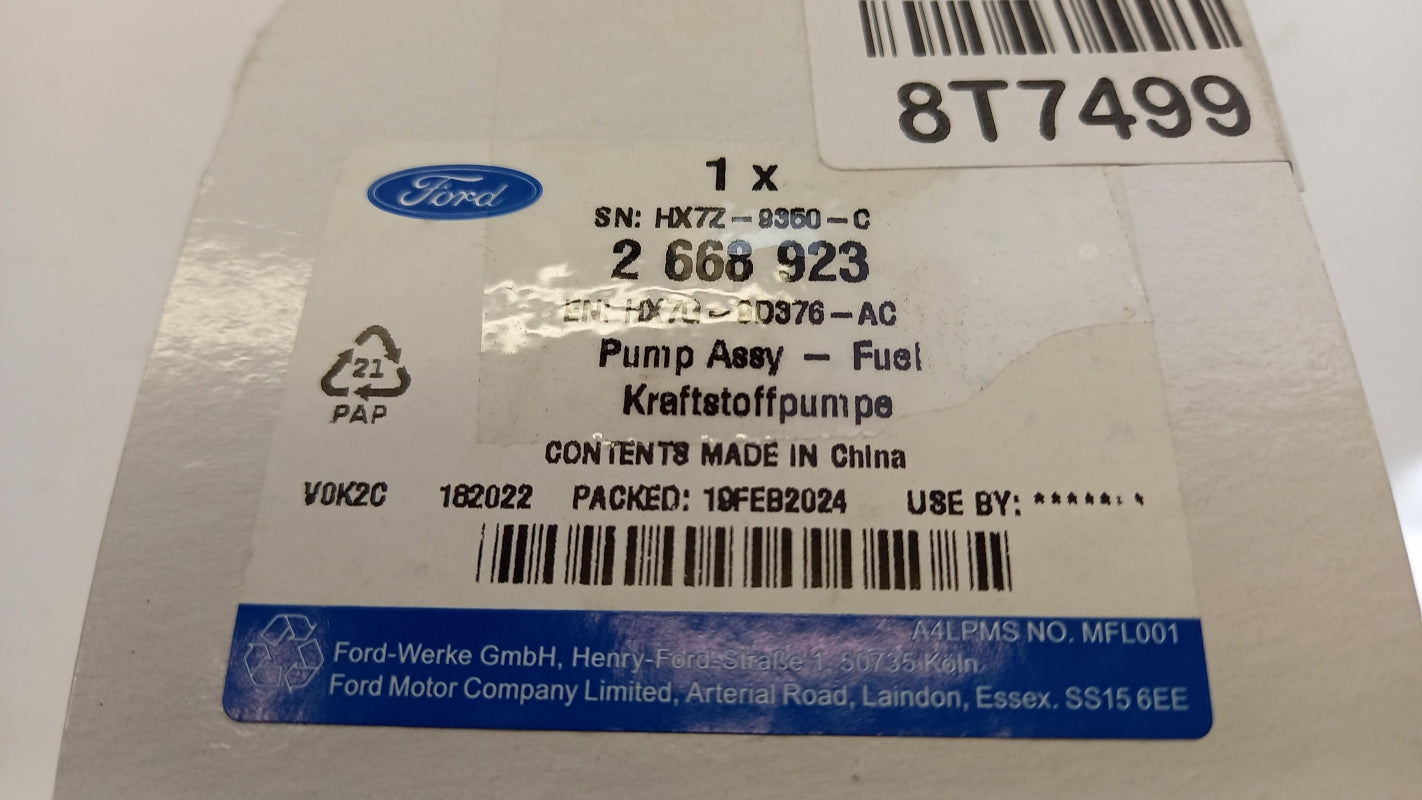 8T7499
Ford
1 x
SN: HX7Z-9350-C
2 668 923
EN:
Pump Assy - Fuel
Kraftstoffpumpe
CONTENTS MADE IN China
21
PAP
V0K2C 182022 PACKED: 19FEB2024 USE BY: ********
A4LPMS NO. MFL001
Ford-Werke GmbH, Henry-Ford-Straße 1, 50735 Köln
Ford Motor Company Limited, Arterial Road, Laindon, Essex. SS15 6EE